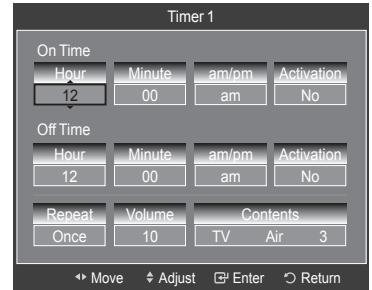 Timer 1
On Time
Hour Minute am/pm Activation
12 00 am No
Off Time
Hour Minute am/pm Activation
12 00 am No
Repeat Volume Contents
Once 10 TV Air 3
Move Adjust Enter Return